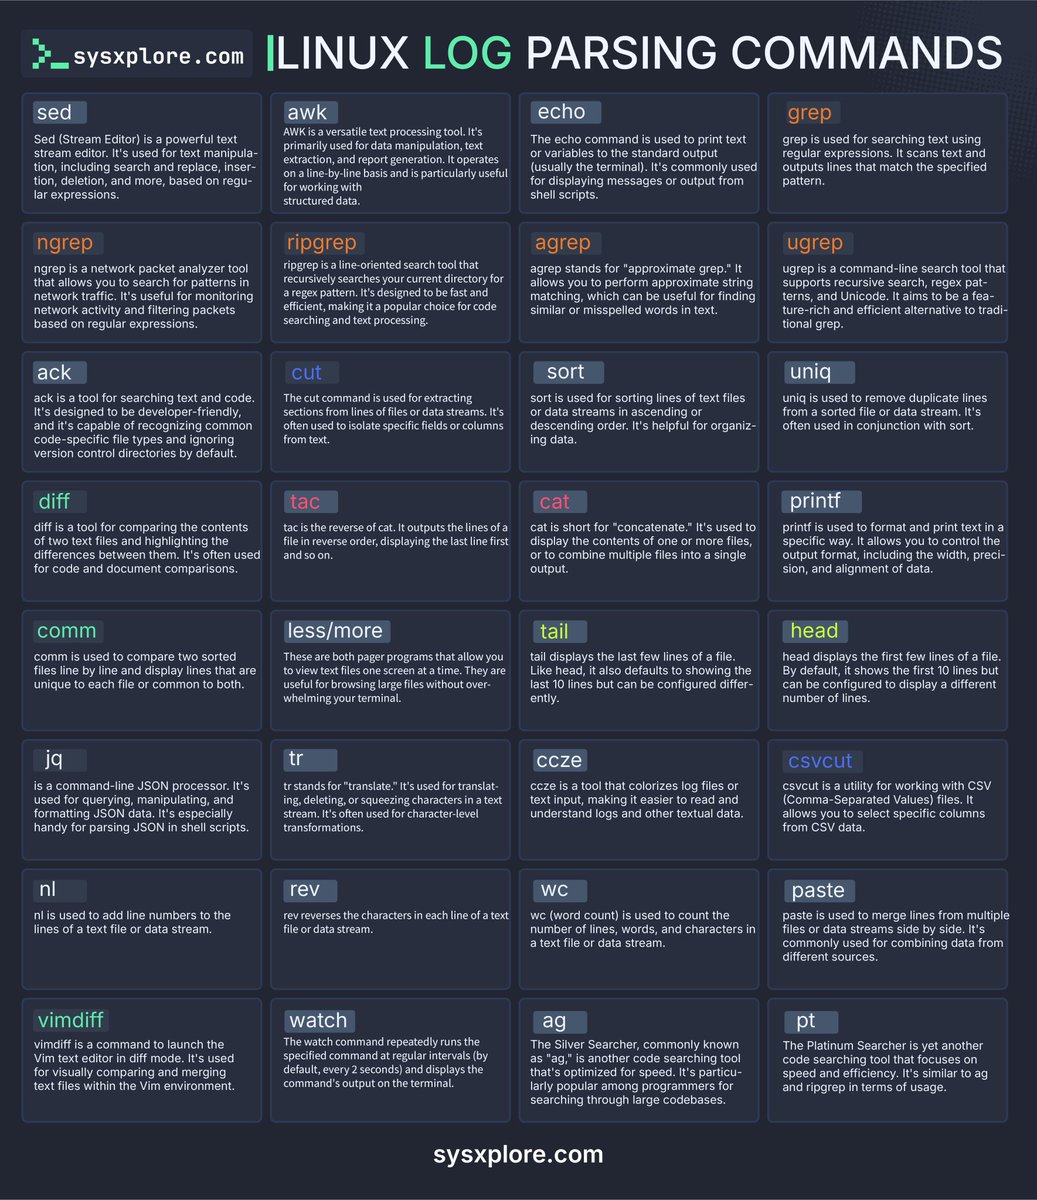 sysxplore.com
LINUX LOG PARSING COMMANDS
sed
Sed (Stream Editor) is a powerful text
stream editor. It's used for text manipula-
tion, including search and replace, inser-
tion, deletion, and more, based on regu-
lar expressions.
awk
AWK is a versatile text processing tool. It's
primarily used for data manipulation, text
extraction, and report generation. It operates
on a line-by-line basis and is particularly useful
for working with
structured data.
echo
The echo command is used to print text
or variables to the standard output
(usually the terminal). It's commonly used
for displaying messages or output from
shell scripts.
grep
grep is used for searching text using
regular expressions. It scans text and
outputs lines that match the specified
pattern.
ngrep
ngrep is a network packet analyzer tool
that allows you to search for patterns in
network traffic. It's useful for monitoring
network activity and filtering packets
based on regular expressions.
ripgrep
ripgrep is a line-oriented search tool that
recursively searches your current directory for
a regex pattern. It's designed to be fast and
efficient, making it a popular choice for code
searching and text processing.
agrep
agrep stands for "approximate grep." It
allows you to perform approximate string
matching, which can be useful for finding
similar or misspelled words in text.
ugrep
ugrep is a command-line search tool that
supports recursive search, regex pat-
terns, and Unicode. It aims to be a fea-
ture-rich and efficient alternative to tradi-
tional grep.
ack
ack is a tool for searching text and code.
It's designed to be developer-friendly,
and it's capable of recognizing common
code-specific file types and ignoring
version control directories by default.
cut
The cut command is used for extracting
sections from lines of files or data streams. It's
often used to isolate specific fields or columns
from text.
sort
sort is used for sorting lines of text files
or data streams in ascending or
descending order. It's helpful for organiz-
ing data.
uniq
uniq is used to remove duplicate lines
from a sorted file or data stream. It's
often used in conjunction with sort.
diff
diff is a tool for comparing the contents
of two text files and highlighting the
differences between them. It's often used
for code and document comparisons.
tac
tac is the reverse of cat. It outputs the lines of a
file in reverse order, displaying the last line first
and so on.
cat
cat is short for "concatenate." It's used to
display the contents of one or more files,
or to combine multiple files into a single
output.
printf
printf is used to format and print text in a
specific way. It allows you to control the
output format, including the width, preci-
sion, and alignment of data.
comm
comm is used to compare two sorted
files line by line and display lines that are
unique to each file or common to both.
less/more
These are both pager programs that allow you
to view text files one screen at a time. They are
useful for browsing large files without over-
whelming your terminal.
tail
tail displays the last few lines of a file.
Like head, it also defaults to showing the
last 10 lines but can be configured differ-
ently.
head
head displays the first few lines of a file.
By default, it shows the first 10 lines but
can be configured to display a different
number of lines.
jq
is a command-line JSON processor. It's
used for querying, manipulating, and
formatting JSON data. It's especially
handy for parsing JSON in shell scripts.
tr
tr stands for "translate." It's used for translat-
ing, deleting, or squeezing characters in a text
stream. It's often used for character-level
transformations.
ccze
ccze is a tool that colorizes log files or
text input, making it easier to read and
understand logs and other textual data.
csvcut
csvcut is a utility for working with CSV
(Comma-Separated Values) files. It
allows you to select specific columns
from CSV data.
nl
nl is used to add line numbers to the
lines of a text file or data stream.
rev
rev reverses the characters in each line of a text
file or data stream.
wc
wc (word count) is used to count the
number of lines, words, and characters in
a text file or data stream.
paste
paste is used to merge lines from multiple
files or data streams side by side. It's
commonly used for combining data from
different sources.
vimdiff
vimdiff is a command to launch the
Vim text editor in diff mode. It's used
for visually comparing and merging
text files within the Vim environment.
watch
The watch command repeatedly runs the
specified command at regular intervals (by
default, every 2 seconds) and displays the
command's output on the terminal.
ag
The Silver Searcher, commonly known
as "ag," is another code searching tool
that's optimized for speed. It's particu-
larly popular among programmers for
searching through large codebases.
pt
The Platinum Searcher is yet another
code searching tool that focuses on
speed and efficiency. It's similar to ag
and ripgrep in terms of usage.
sysxplore.com